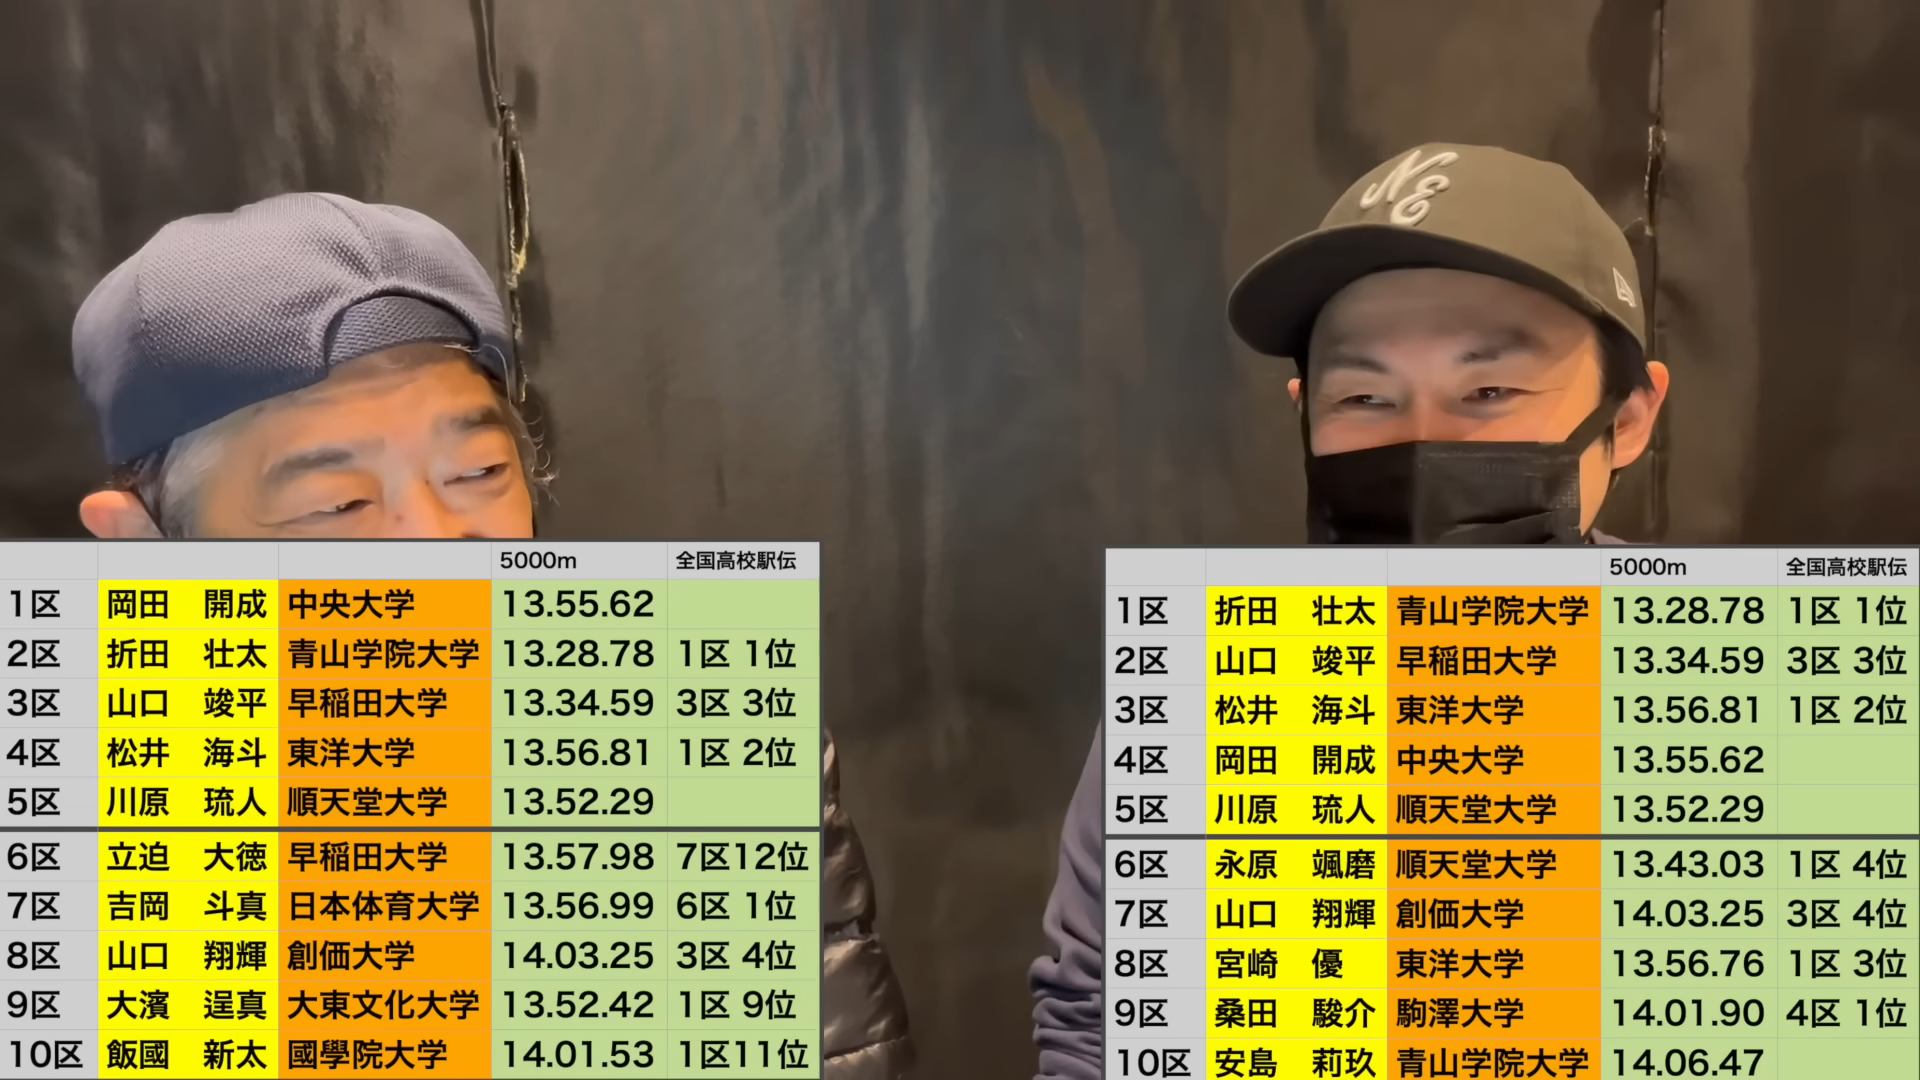 NE
5000m 全国高校駅伝
1区 岡田 開成 中央大学 13.55.62
2区 折田 壮太 青山学院大学 13.28.78 1区 1位
3区 山口 竣平 早稲田大学 13.34.59 3区 3位
4区 松井 海斗 東洋大学 13.56.81 1区 2位
5区 川原 琉人 順天堂大学 13.52.29
6区 立迫 大徳 早稲田大学 13.57.98 7区12位
7区 吉岡 斗真 日本体育大学 13.56.99 6区 1位
8区 山口 翔輝 創価大学 14.03.25 3区 4位
9区 大濱 逞真 大東文化大学 13.52.42 1区 9位
10区 飯國 新太 國學院大学 14.01.53 1区11位
5000m 全国高校駅伝
1区 折田 壮太 青山学院大学 13.28.78 1区 1位
2区 山口 竣平 早稲田大学 13.34.59 3区 3位
3区 松井 海斗 東洋大学 13.56.81 1区 2位
4区 岡田 開成 中央大学 13.55.62
5区 川原 琉人 順天堂大学 13.52.29
6区 永原 颯磨 順天堂大学 13.43.03 1区 4位
7区 山口 翔輝 創価大学 14.03.25 3区 4位
8区 宮崎 優 東洋大学 13.56.76 1区 3位
9区 桑田 駿介 駒澤大学 14.01.90 4区 1位
10区 安島 莉玖 青山学院大学 14.06.47